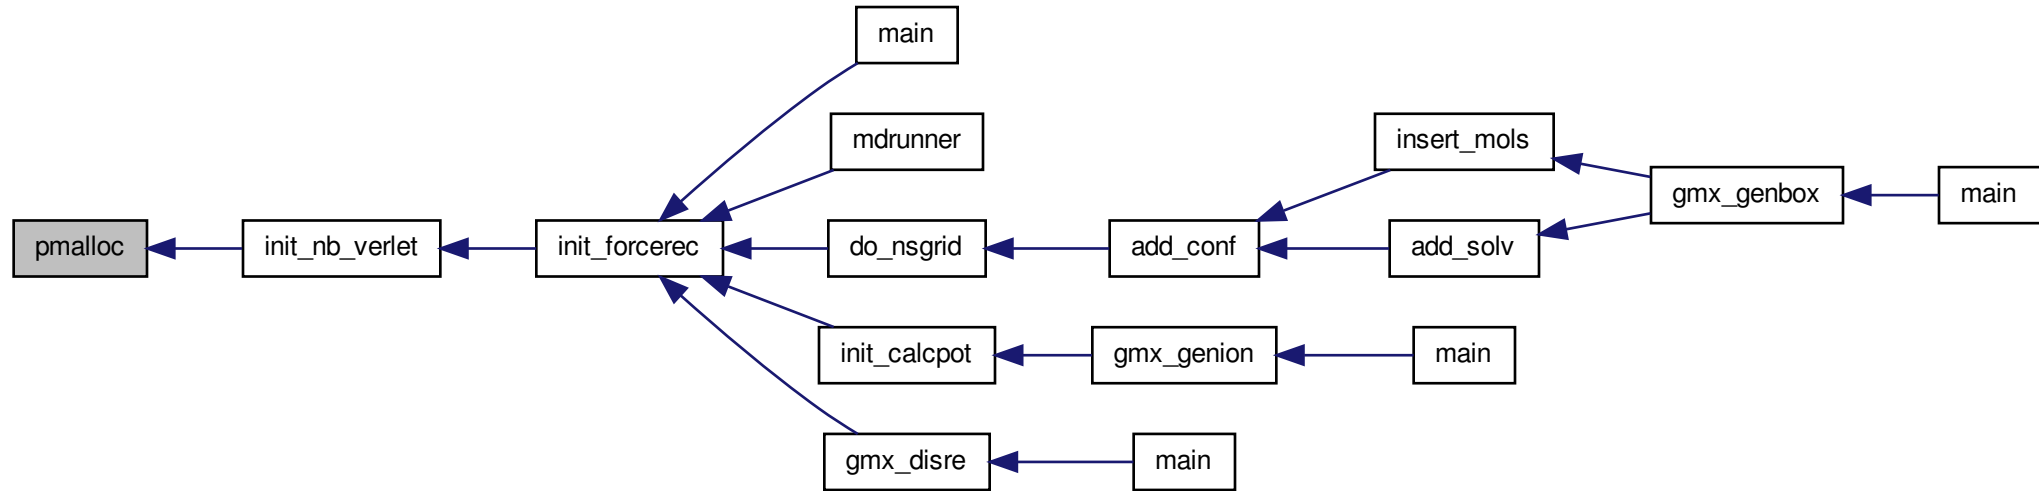 main
mdrunner
insert_mols
gmx_genbox
main
pmalloc
init_nb_verlet
init_forcerec
do_nsgrid
add_conf
add_solv
init_calcpot
gmx_genion
main
gmx_disre
main